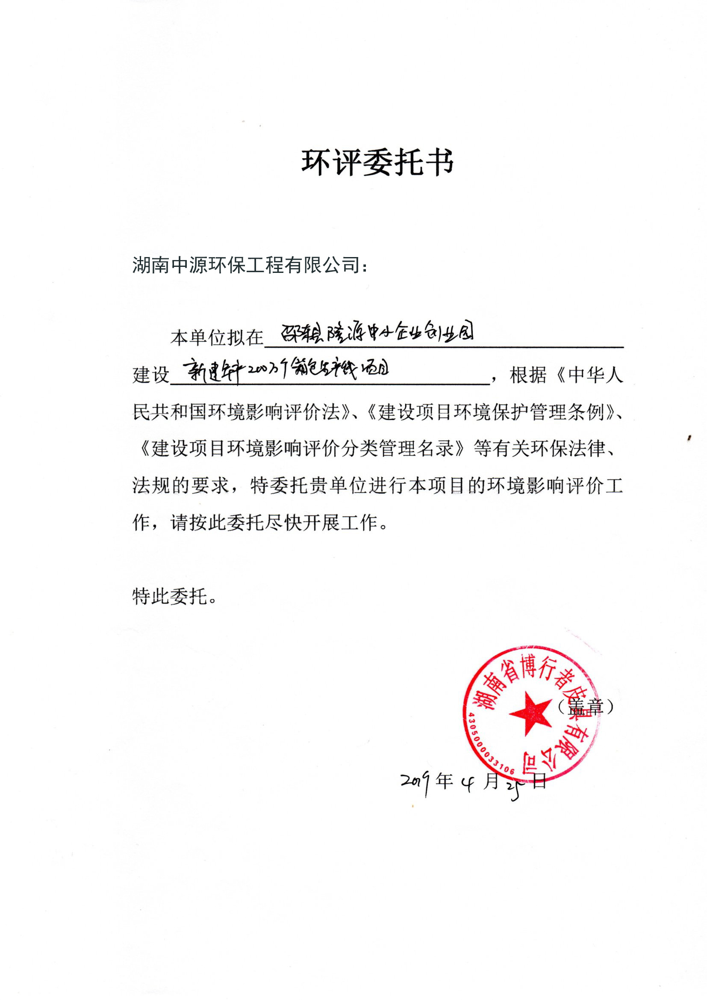 环评委托书
湖南中源环保工程有限公司：
本单位拟在 邵东县隆源中小企业创业园
建设 新建年产200万个箱包生产线项目 ，根据《中华人
民共和国环境影响评价法》、《建设项目环境保护管理条例》、
《建设项目环境影响评价分类管理名录》等有关环保法律、
法规的要求，特委托贵单位进行本项目的环境影响评价工
作，请按此委托尽快开展工作。
特此委托。
湖南省博行者皮具有限公司
4305000033106
（盖章）
2019年4月25日